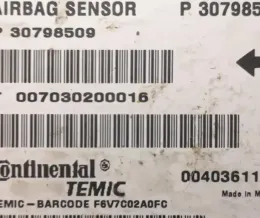 AIRBAG SENSOR P 307985
P 30798509
007030200016
Continental®
TEMIC 00403611
Made in M
TEMIC-BARCODE F6V7C02A0FC